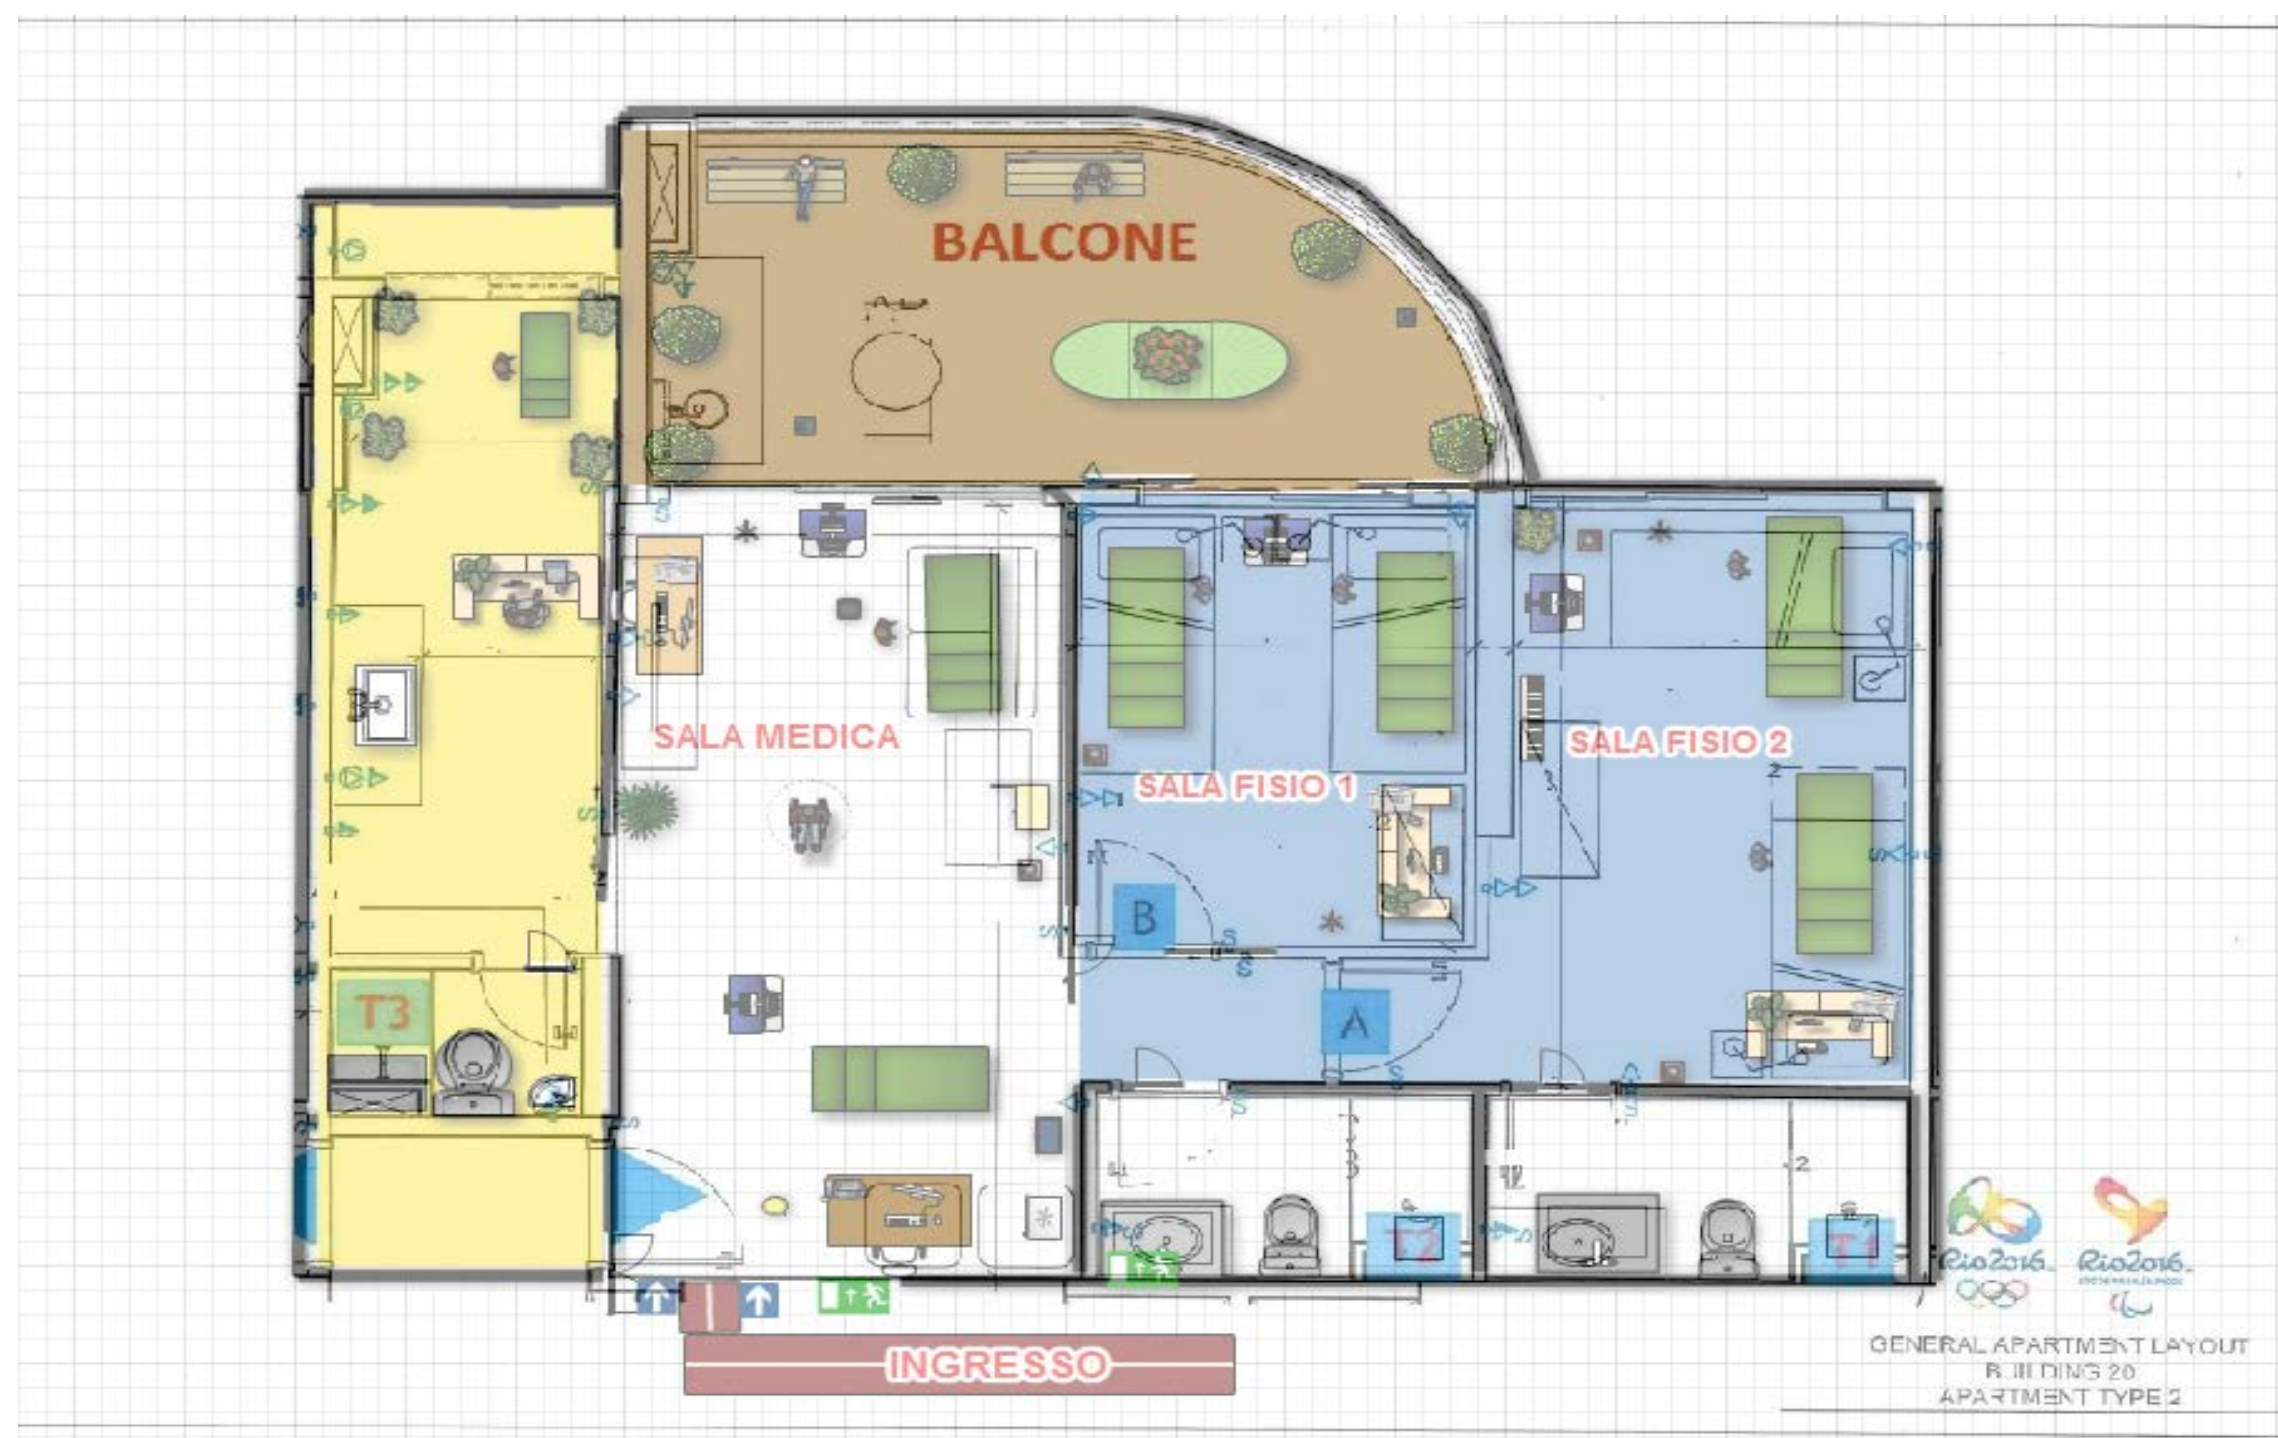 BALCONE
SALA MEDICA
SALA FISIO 1
SALA FISIO 2
B
A
T3
T2
T1
INGRESSO
Rio2016
Rio2016
GENERAL APARTMENT LAYOUT
BUILDING 20
APARTMENT TYPE 2